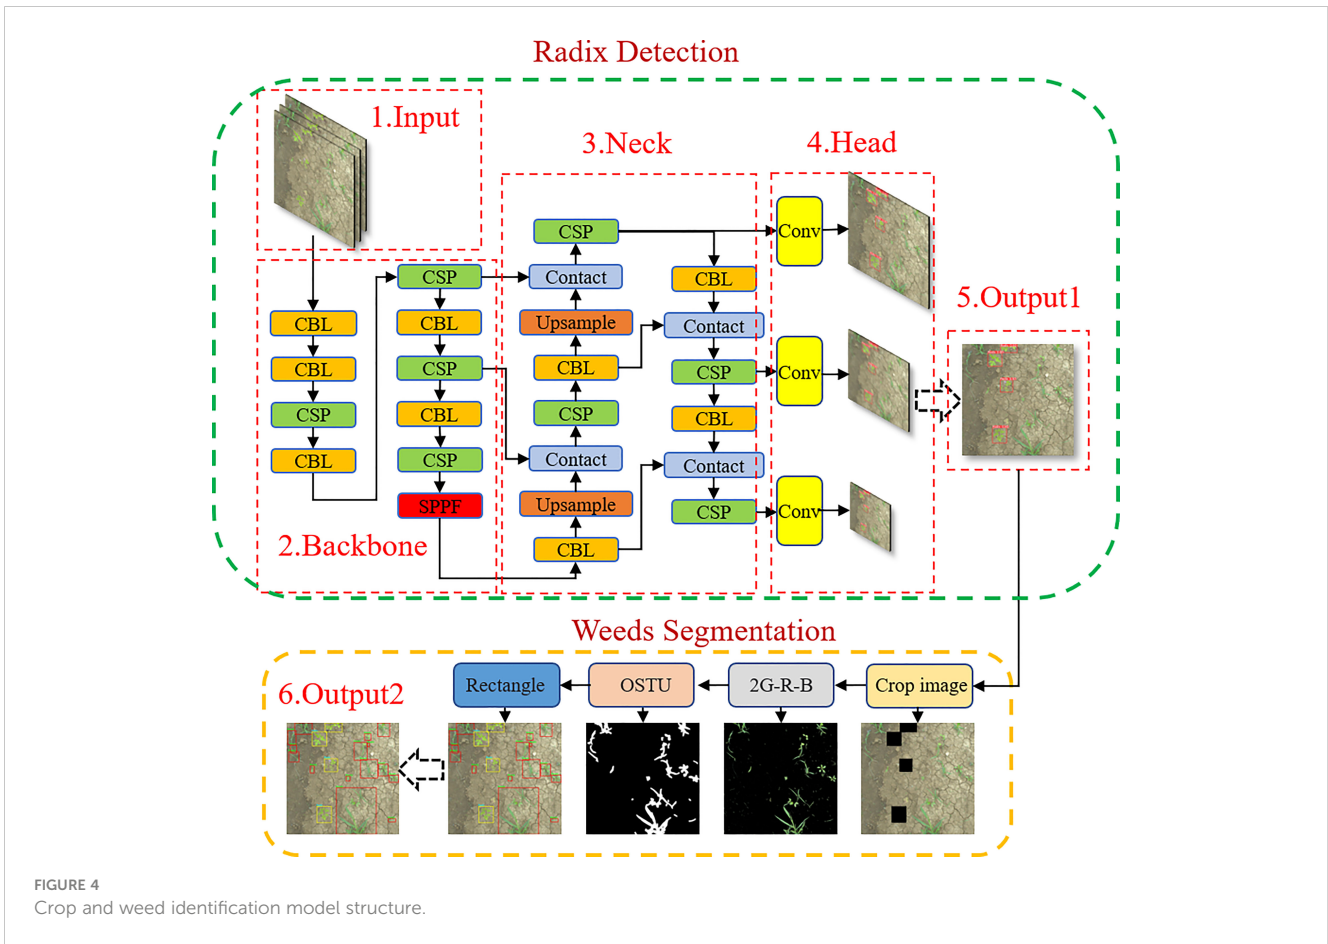 Radix Detection
1.Input
3.Neck
4.Head
5.Output1
2.Backbone
CBL
CBL
CSP
CBL
CSP
CBL
CSP
CBL
CSP
SPPF
CSP
Contact
Upsample
CBL
CSP
Contact
Upsample
CBL
CBL
Contact
CSP
CBL
Contact
CSP
Conv
Conv
Conv
Weeds Segmentation
6.Output2
Rectangle
OSTU
2G-R-B
Crop image
FIGURE 4
Crop and weed identification model structure.